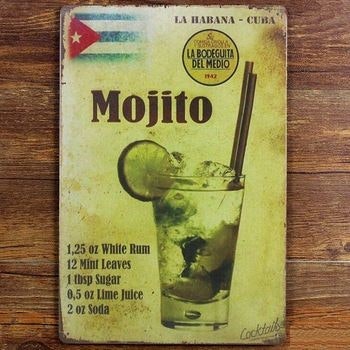 LA HABANA - CUBA
LA BODEGUITA
DEL MEDIO
1942
Mojito
1,25 oz White Rum
12 Mint Leaves
1 tbsp Sugar
0,5 oz Lime Juice
2 oz Soda
Cocktails